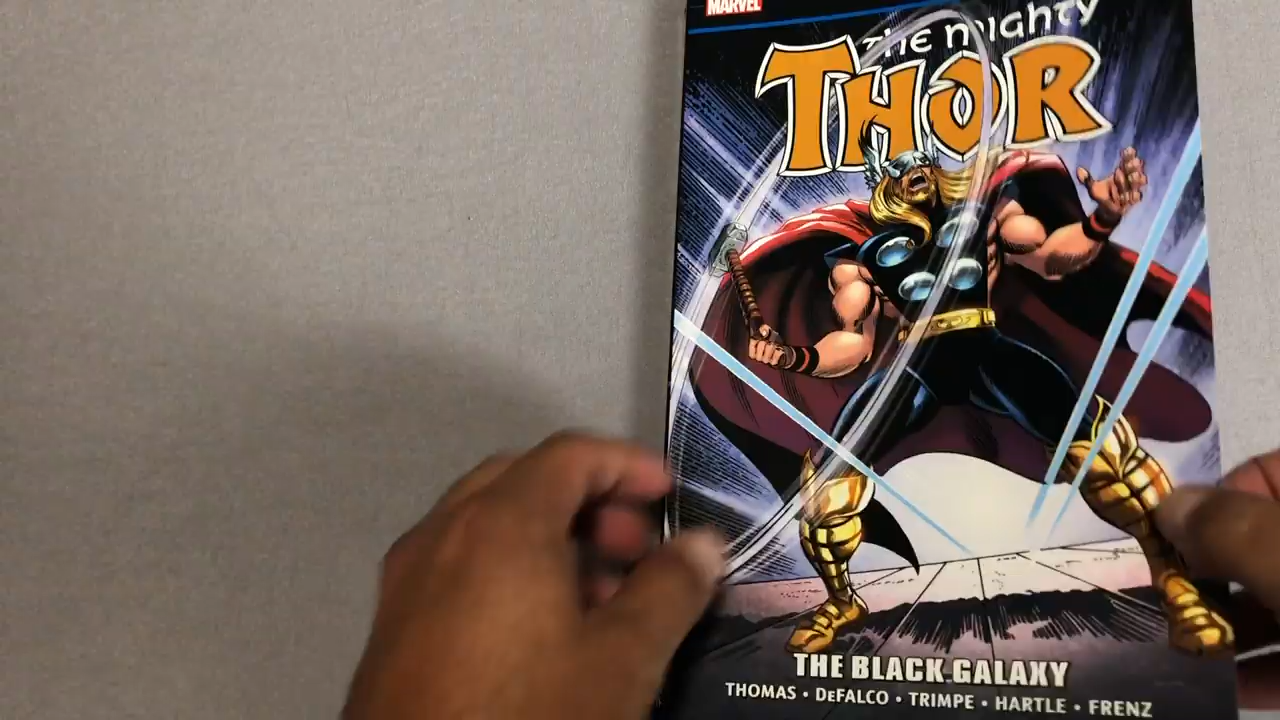 MARVEL
THE MIGHTY
THOR
THE BLACK GALAXY
THOMAS • DEFALCO • TRIMPE • HARTLE • FRENZ